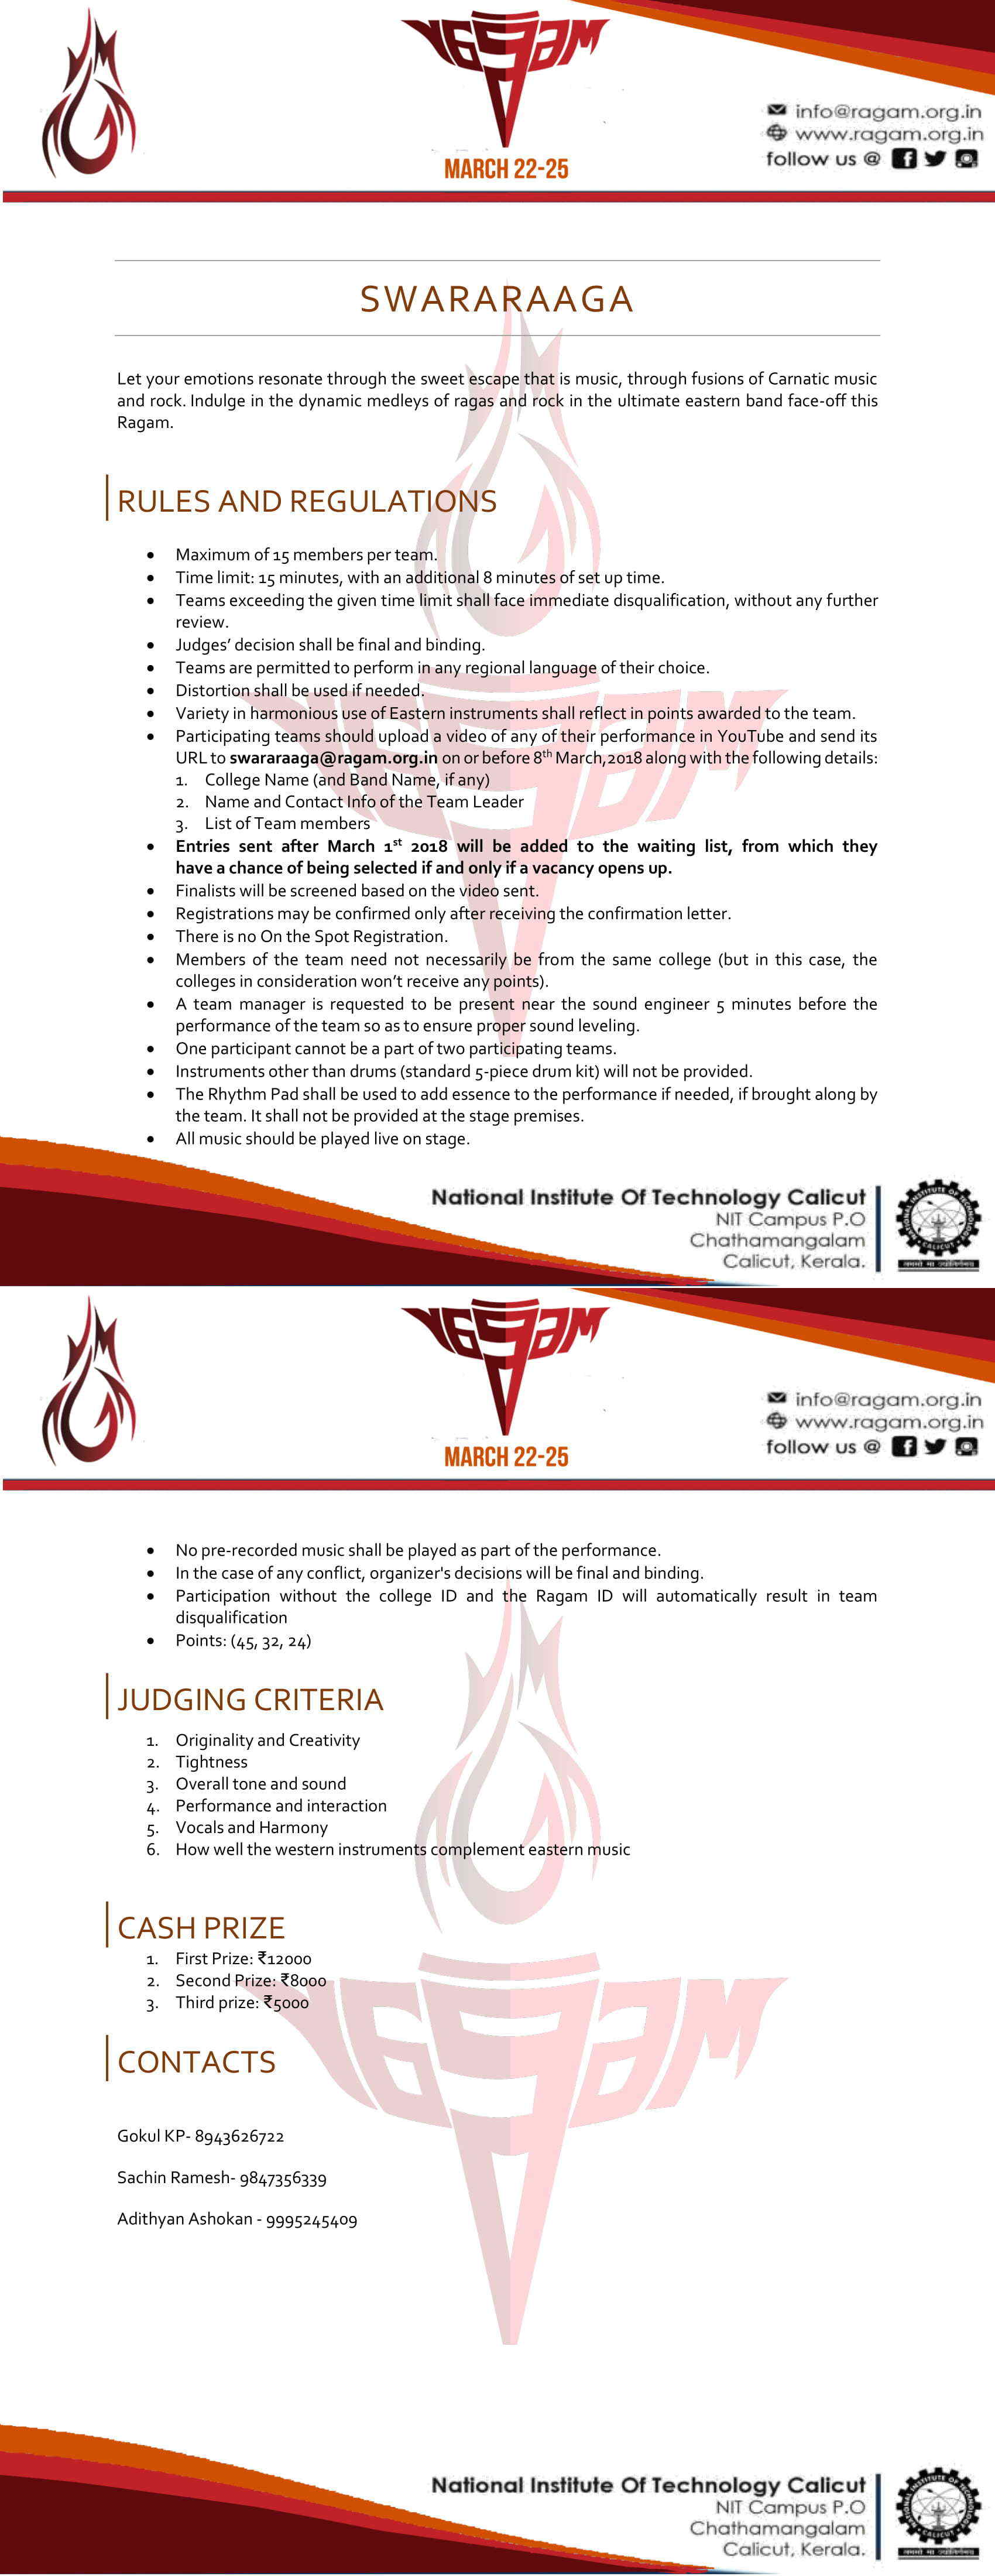 RAGAM
MARCH 22-25
info@ragam.org.in
www.ragam.org.in
follow us @
SWARARAAGA
Let your emotions resonate through the sweet escape that is music, through fusions of Carnatic music
and rock. Indulge in the dynamic medleys of ragas and rock in the ultimate eastern band face-off this
Ragam.
RULES AND REGULATIONS
• Maximum of 15 members per team.
• Time limit: 15 minutes, with an additional 8 minutes of set up time.
• Teams exceeding the given time limit shall face immediate disqualification, without any further
review.
• Judges’ decision shall be final and binding.
• Teams are permitted to perform in any regional language of their choice.
• Distortion shall be used if needed.
• Variety in harmonious use of Eastern instruments shall reflect in points awarded to the team.
• Participating teams should upload a video of any of their performance in YouTube and send its
URL to swararaaga@ragam.org.in on or before 8th March,2018 along with the following details:
1. College Name (and Band Name, if any)
2. Name and Contact Info of the Team Leader
3. List of Team members
• Entries sent after March 1st 2018 will be added to the waiting list, from which they
have a chance of being selected if and only if a vacancy opens up.
• Finalists will be screened based on the video sent.
• Registrations may be confirmed only after receiving the confirmation letter.
• There is no On the Spot Registration.
• Members of the team need not necessarily be from the same college (but in this case, the
colleges in consideration won’t receive any points).
• A team manager is requested to be present near the sound engineer 5 minutes before the
performance of the team so as to ensure proper sound leveling.
• One participant cannot be a part of two participating teams.
• Instruments other than drums (standard 5-piece drum kit) will not be provided.
• The Rhythm Pad shall be used to add essence to the performance if needed, if brought along by
the team. It shall not be provided at the stage premises.
• All music should be played live on stage.
National Institute Of Technology Calicut
NIT Campus P.O
Chathamangalam
Calicut, Kerala.
RAGAM
MARCH 22-25
info@ragam.org.in
www.ragam.org.in
follow us @
• No pre-recorded music shall be played as part of the performance.
• In the case of any conflict, organizer's decisions will be final and binding.
• Participation without the college ID and the Ragam ID will automatically result in team
disqualification
• Points: (45, 32, 24)
JUDGING CRITERIA
1. Originality and Creativity
2. Tightness
3. Overall tone and sound
4. Performance and interaction
5. Vocals and Harmony
6. How well the western instruments complement eastern music
CASH PRIZE
1. First Prize: ₹12000
2. Second Prize: ₹8000
3. Third prize: ₹5000
CONTACTS
Gokul KP- 8943626722
Sachin Ramesh- 9847356339
Adithyan Ashokan - 9995245409
National Institute Of Technology Calicut
NIT Campus P.O
Chathamangalam
Calicut, Kerala.